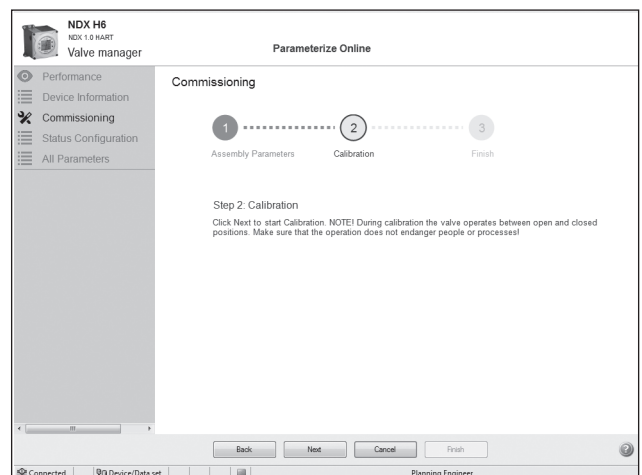 NDX H6
NDX 1.0 HART
Valve manager
Parameterize Online
Performance
Device Information
Commissioning
Status Configuration
All Parameters
Commissioning
1
2
3
Assembly Parameters
Calibration
Finish
Step 2: Calibration
Click Next to start Calibration. NOTE! During calibration the valve operates between open and closed
positions. Make sure that the operation does not endanger people or processes!
Back
Next
Cancel
Finish
?
Connected
Device/Data set
Planning Engineer